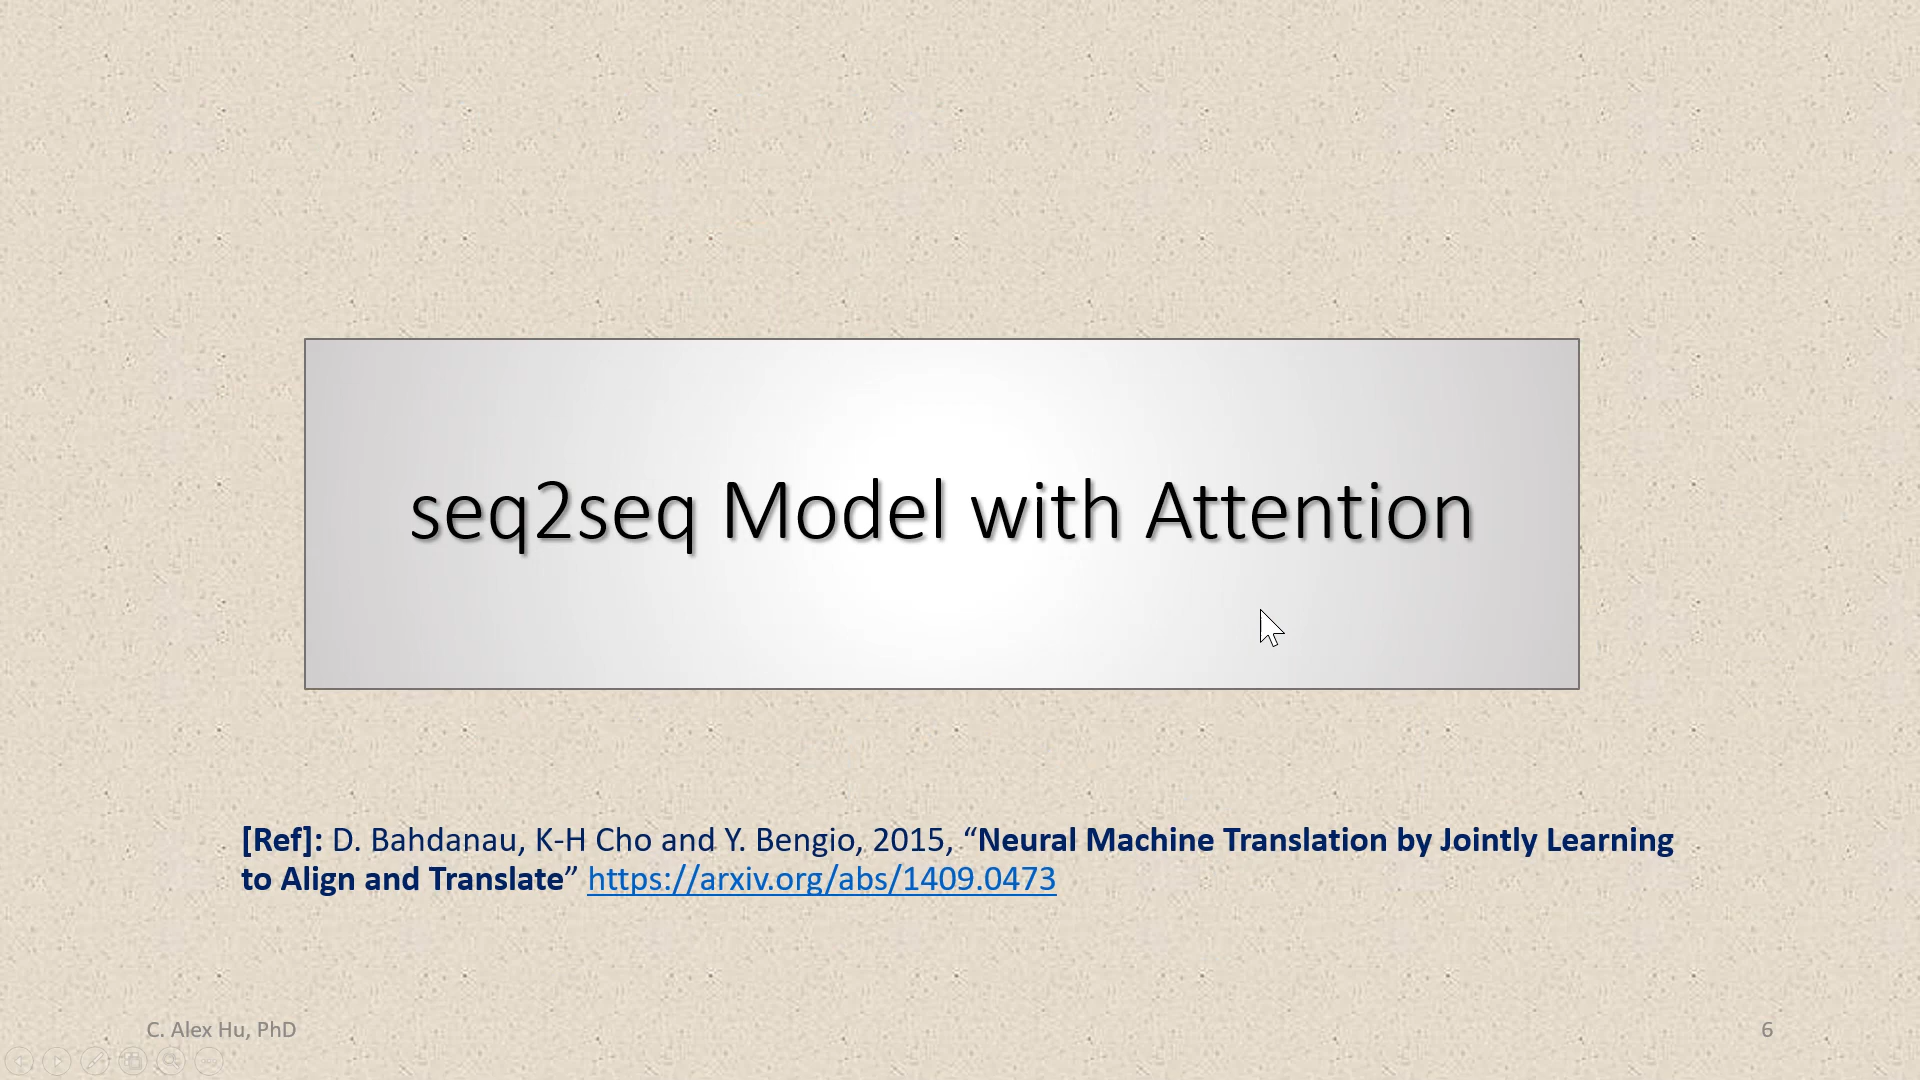 seq2seq Model with Attention
[Ref]: D. Bahdanau, K-H Cho and Y. Bengio, 2015, “Neural Machine Translation by Jointly Learning
to Align and Translate” https://arxiv.org/abs/1409.0473
C. Alex Hu, PhD
6